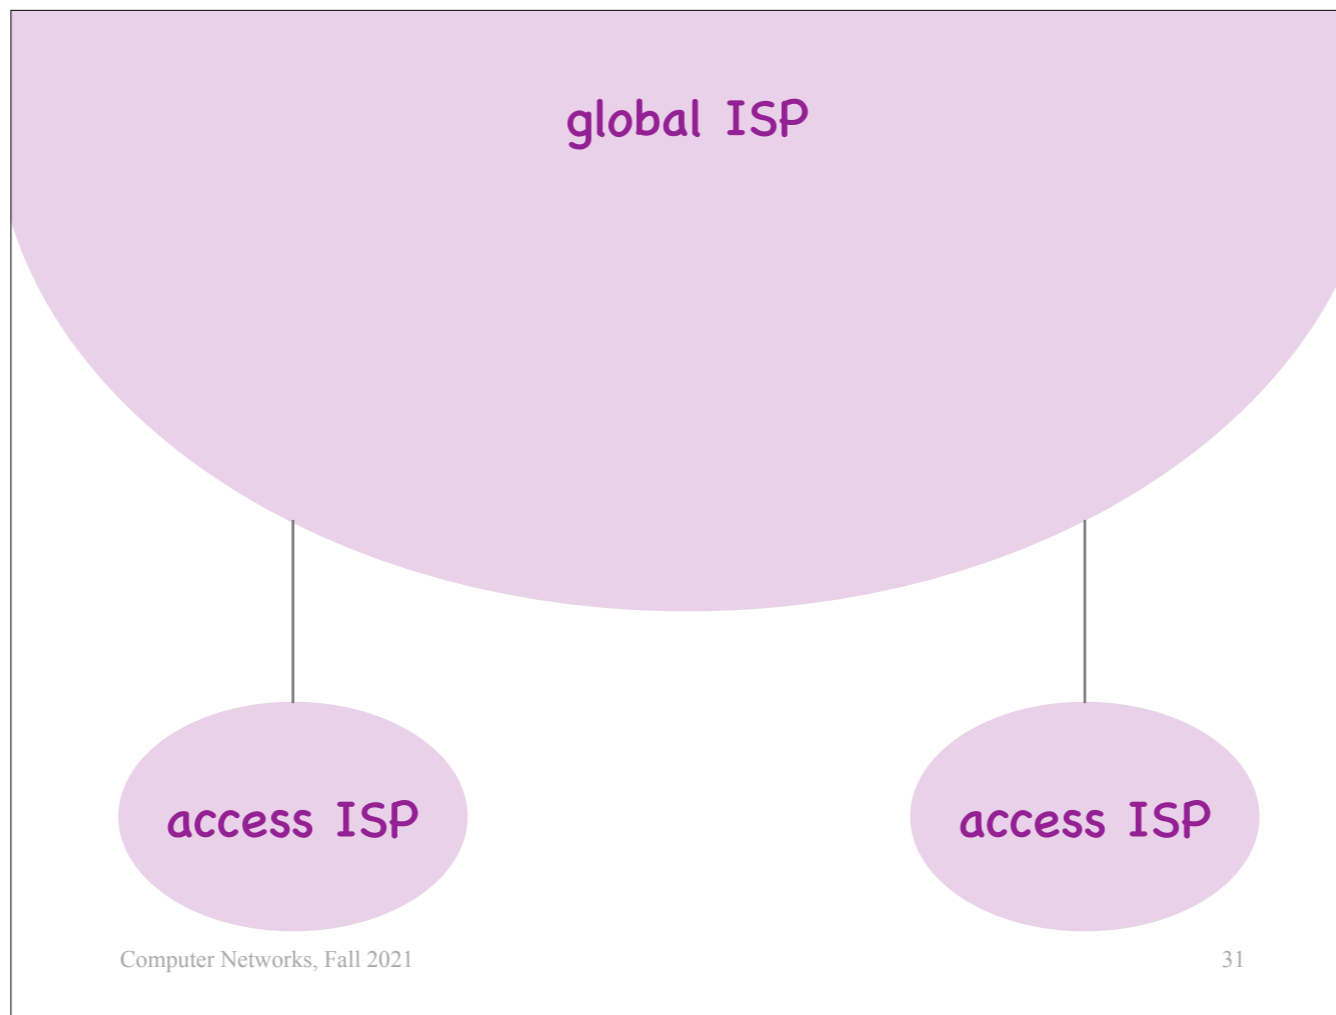 global ISP
access ISP
access ISP
Computer Networks, Fall 2021
31